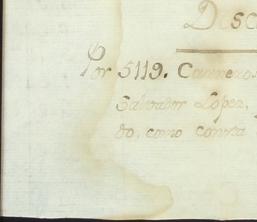 Desc
Por 5119. Carneros
Salvador Lopez,
do, como consta